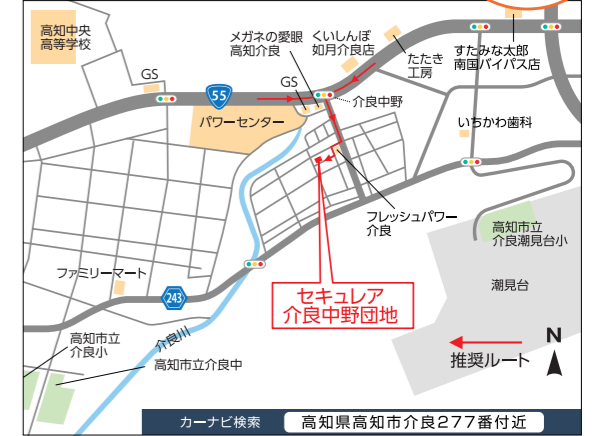 高知中央
高等学校
メガネの愛眼
高知介良
くいしんぼ
如月介良店
たたき
工房
すたみな太郎
南国バイパス店
GS
GS
55
パワーセンター
介良中野
いちかわ歯科
フレッシュパワー
介良
高知市立
介良潮見台小
潮見台
ファミリーマート
243
セキュレア
介良中野団地
高知市立
介良小
介良川
高知市立介良中
推奨ルート
N
カーナビ検索
高知県高知市介良277番付近